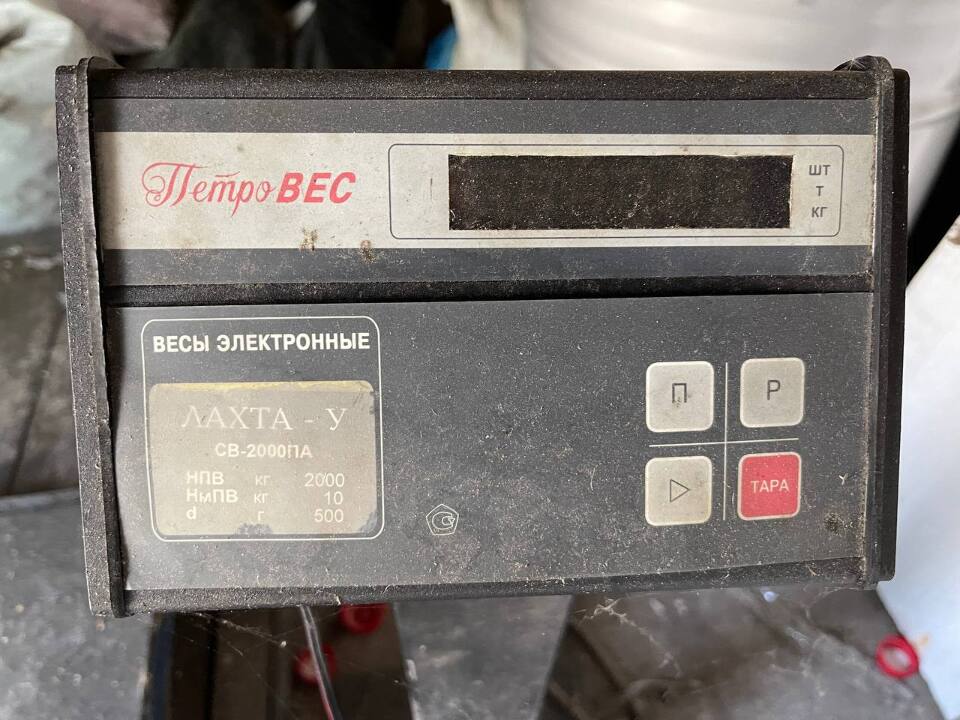 ПетроВЕС
ШТ
Т
КГ
ВЕСЫ ЭЛЕКТРОННЫЕ
ЛАХТА - У
СВ-2000ПА
НПВ кг 2000
НмПВ кг 10
d г 500
П
Р
ТАРА